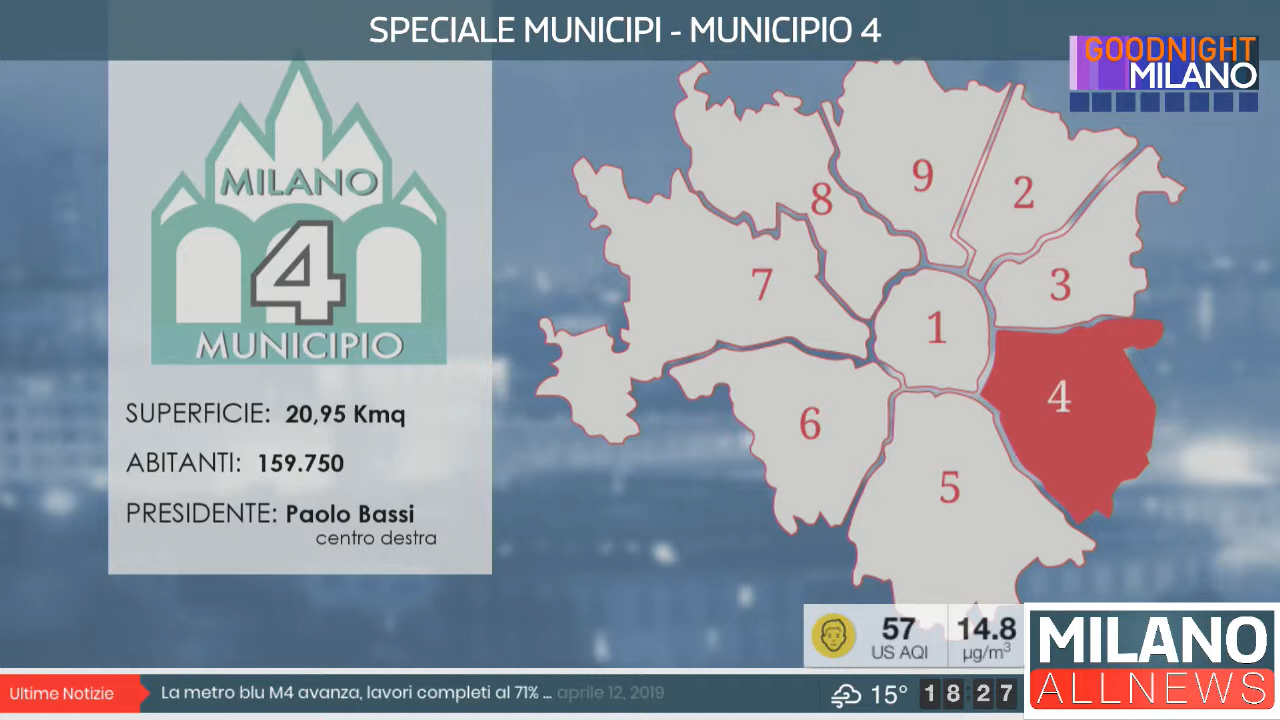 SPECIALE MUNICIPI - MUNICIPIO 4
GOODNIGHT
MILANO
MILANO
4
MUNICIPIO
SUPERFICIE: 20,95 Kmq
ABITANTI: 159.750
PRESIDENTE: Paolo Bassi
centro destra
9
2
8
7
3
1
4
6
5
57
US AQI
14.8
µg/m³
MILANO
ALLNEWS
Ultime Notizie
La metro blu M4 avanza, lavori completi al 71% ... aprile 12, 2019
15°
18:27